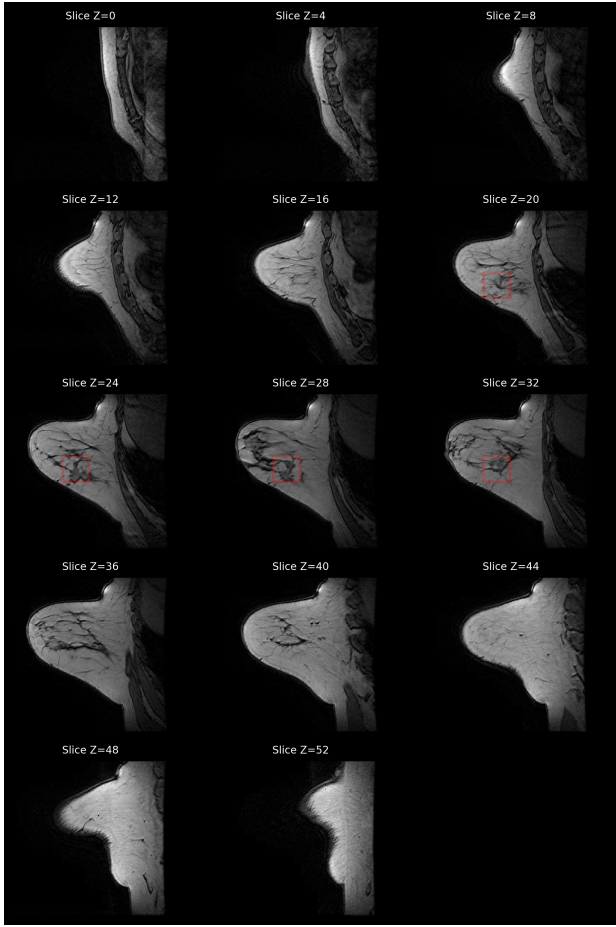 Slice Z=0
Slice Z=4
Slice Z=8
Slice Z=12
Slice Z=16
Slice Z=20
Slice Z=24
Slice Z=28
Slice Z=32
Slice Z=36
Slice Z=40
Slice Z=44
Slice Z=48
Slice Z=52